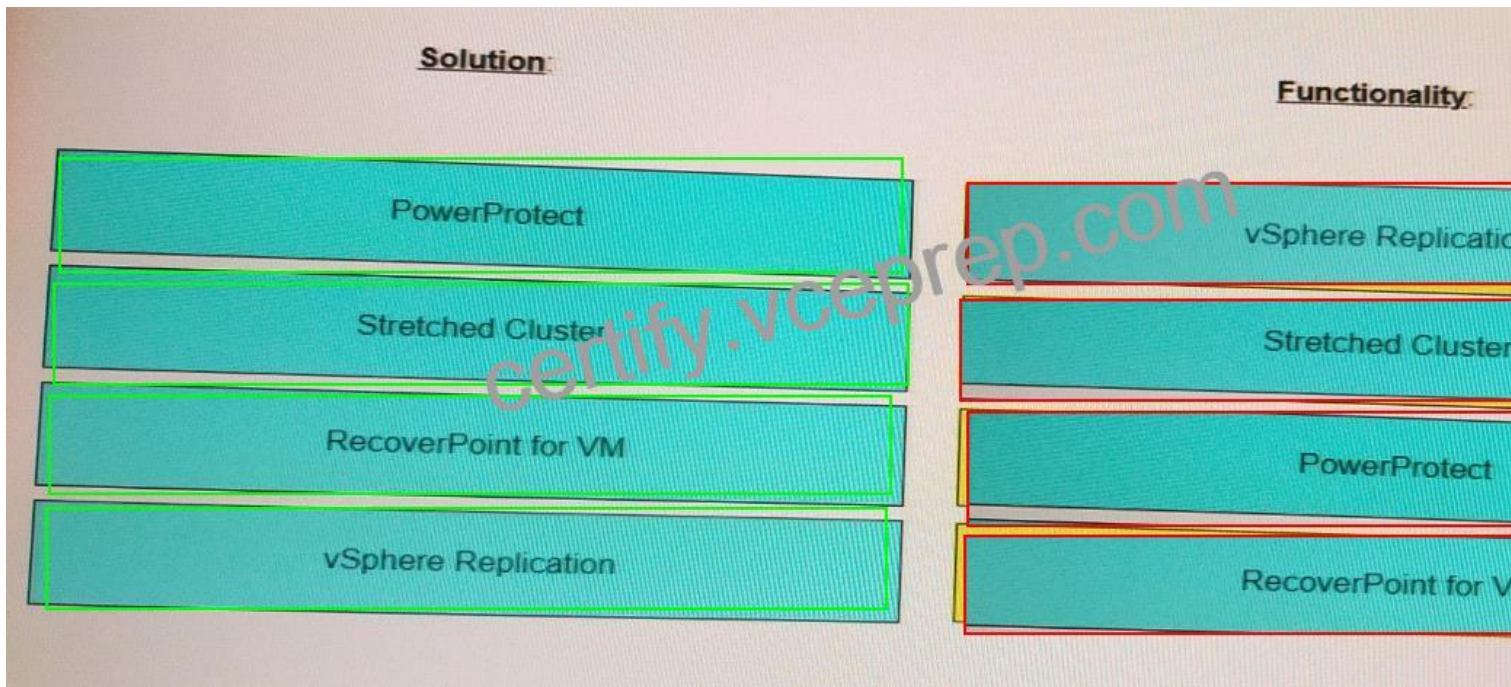 Solution:
Functionality:
PowerProtect
Stretched Cluster
RecoverPoint for VM
vSphere Replication
vSphere Replicatio
Stretched Cluster
PowerProtect
RecoverPoint for V
certify.vceprep.com